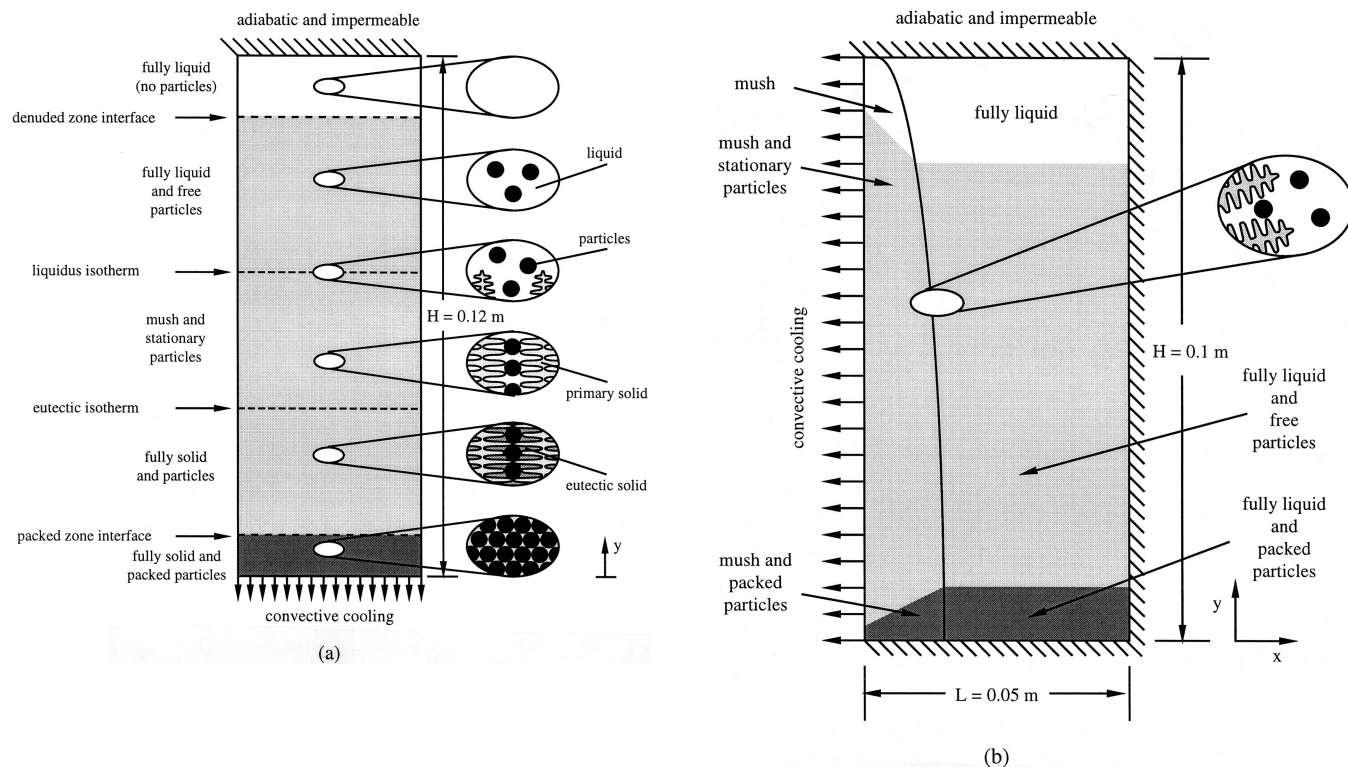 adiabatic and impermeable
fully liquid
(no particles)
denuded zone interface
fully liquid
and free
particles
liquid
particles
liquidus isotherm
H = 0.12 m
mush and
stationary
particles
primary solid
eutectic isotherm
fully solid
and particles
eutectic solid
packed zone interface
fully solid and
packed particles
y
convective cooling
(a)
adiabatic and impermeable
mush
fully liquid
mush and
stationary
particles
convective cooling
H = 0.1 m
fully liquid
and
free
particles
fully liquid
and
packed
particles
mush and
packed
particles
y
x
L = 0.05 m
(b)